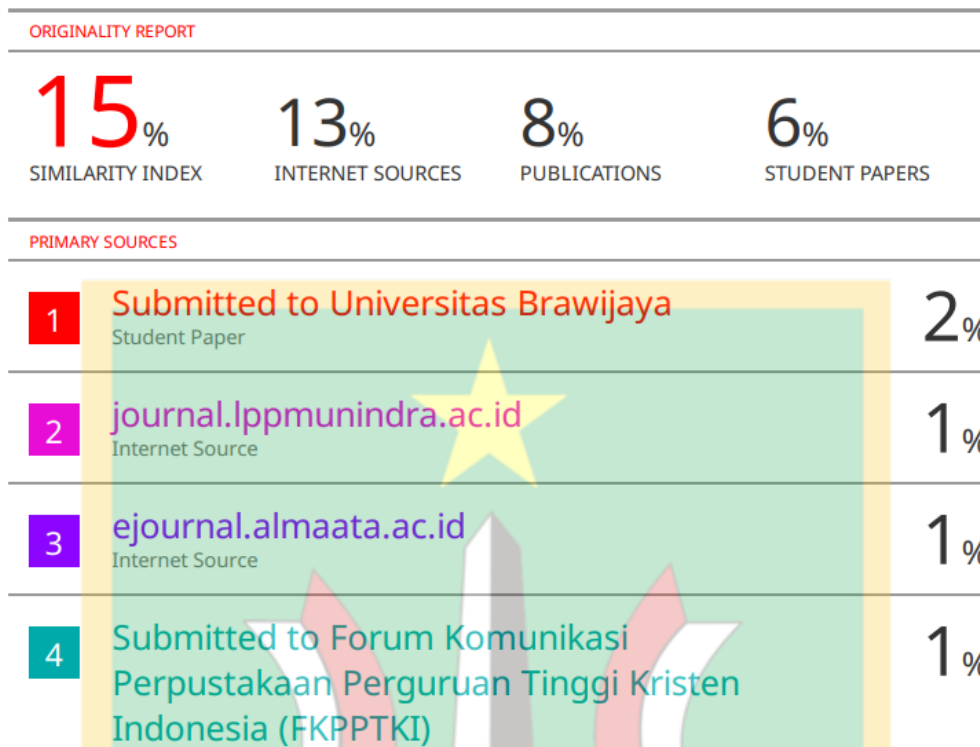 ORIGINALITY REPORT
15% 13% 8% 6%
SIMILARITY INDEX INTERNET SOURCES PUBLICATIONS STUDENT PAPERS
PRIMARY SOURCES
1 Submitted to Universitas Brawijaya 2%
Student Paper
2 journal.lppmunindra.ac.id 1%
Internet Source
3 ejournal.almaata.ac.id 1%
Internet Source
4 Submitted to Forum Komunikasi 1%
Perpustakaan Perguruan Tinggi Kristen
Indonesia (FKPPTKI)